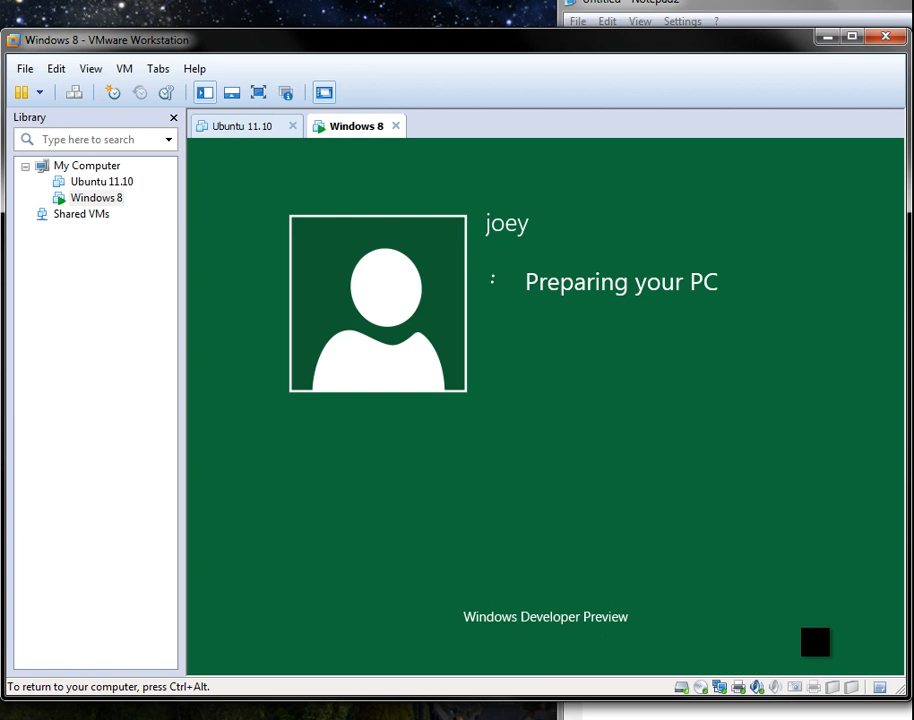 Untitled - Notepad2
File Edit View Settings ?
Windows 8 - VMware Workstation
File Edit View VM Tabs Help
Library
Type here to search
Ubuntu 11.10
Windows 8
My Computer
Ubuntu 11.10
Windows 8
Shared VMs
joey
Preparing your PC
Windows Developer Preview
To return to your computer, press Ctrl+Alt.